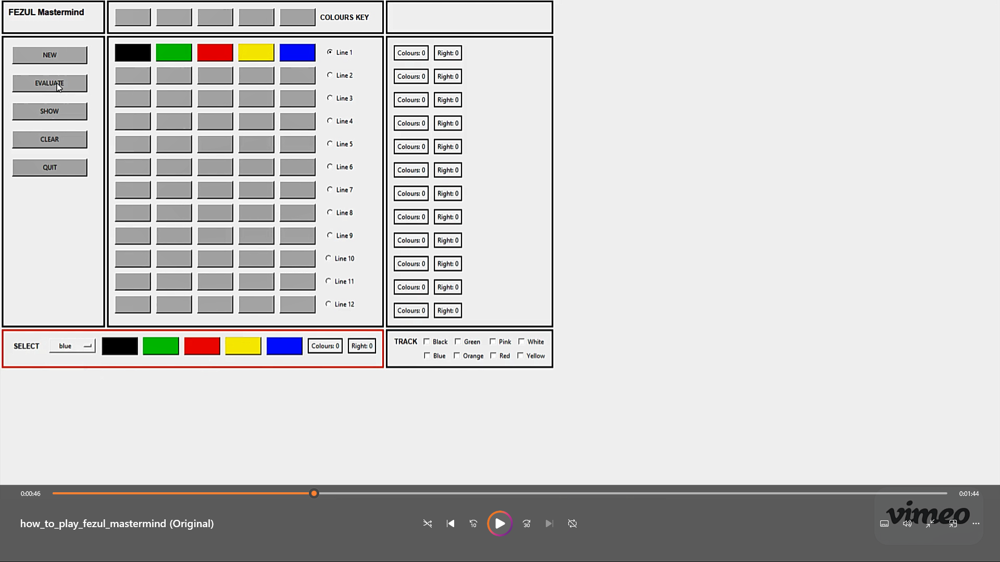 FEZUL Mastermind
COLOURS KEY
NEW
EVALUATE
SHOW
CLEAR
QUIT
Line 1
Line 2
Line 3
Line 4
Line 5
Line 6
Line 7
Line 8
Line 9
Line 10
Line 11
Line 12
Colours: 0 Right: 0
Colours: 0 Right: 0
Colours: 0 Right: 0
Colours: 0 Right: 0
Colours: 0 Right: 0
Colours: 0 Right: 0
Colours: 0 Right: 0
Colours: 0 Right: 0
Colours: 0 Right: 0
Colours: 0 Right: 0
Colours: 0 Right: 0
Colours: 0 Right: 0
SELECT blue Colours: 0 Right: 0
TRACK Black Green Pink White
Blue Orange Red Yellow
0:00:46 0:01:44
how_to_play_fezul_mastermind (Original)
10
30
vimeo